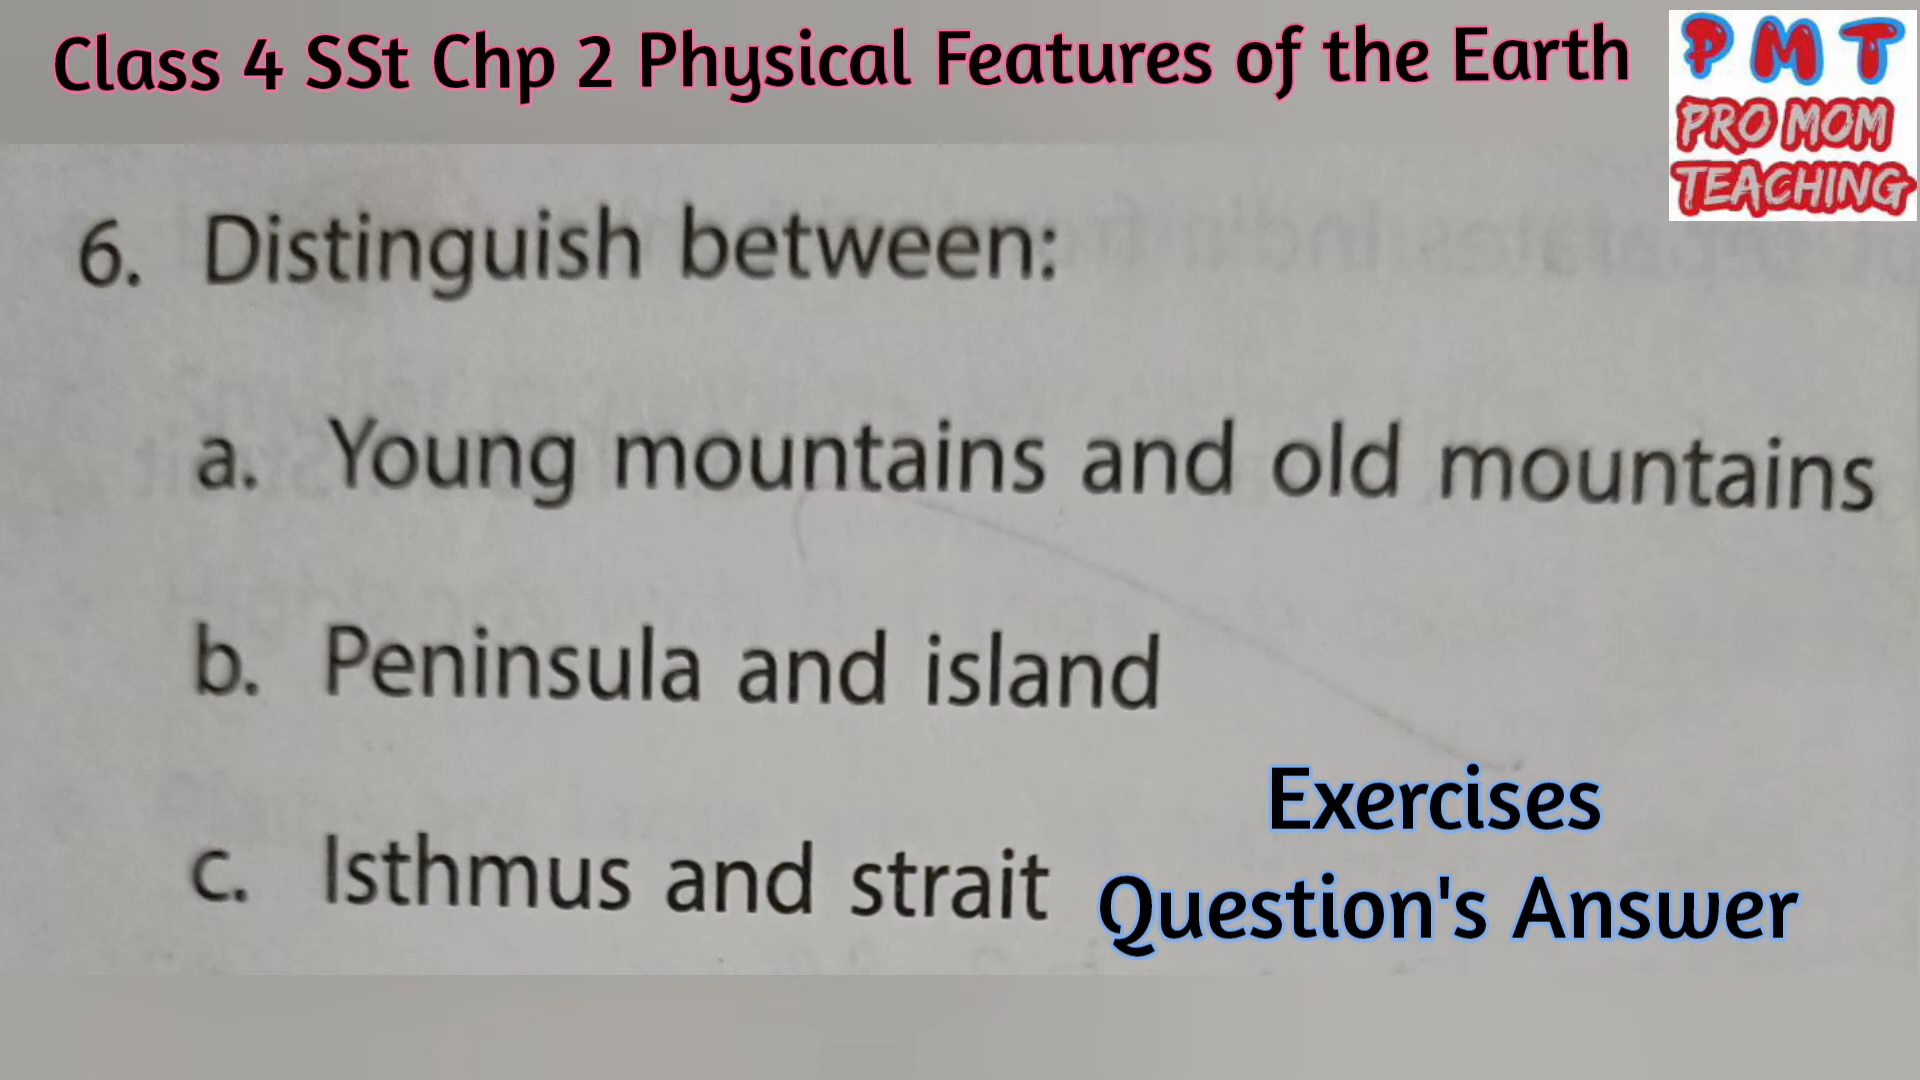 Class 4 SSt Chp 2 Physical Features of the Earth
PMT
PRO MOM
TEACHING
6. Distinguish between:
a. Young mountains and old mountains
b. Peninsula and island
c. Isthmus and strait
Exercises
Question's Answer